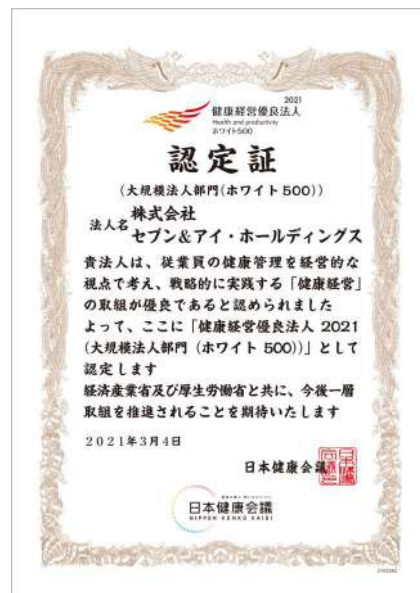 2021
健康経営優良法人
Health and productivity
ホワイト500
認定証
(大規模法人部門(ホワイト500))
法人名 株式会社
セブン&アイ・ホールディングス
貴法人は、従業員の健康管理を経営的な
視点で考え、戦略的に実践する「健康経営」
の取組が優良であると認められました
よって、ここに「健康経営優良法人 2021
(大規模法人部門 (ホワイト 500))」として
認定します
経済産業省及び厚生労働省と共に、今後一層
取組を推進されることを期待いたします
2021年3月4日
日本健康会議
日本健康会議
NIPPON KENKO KAIGI